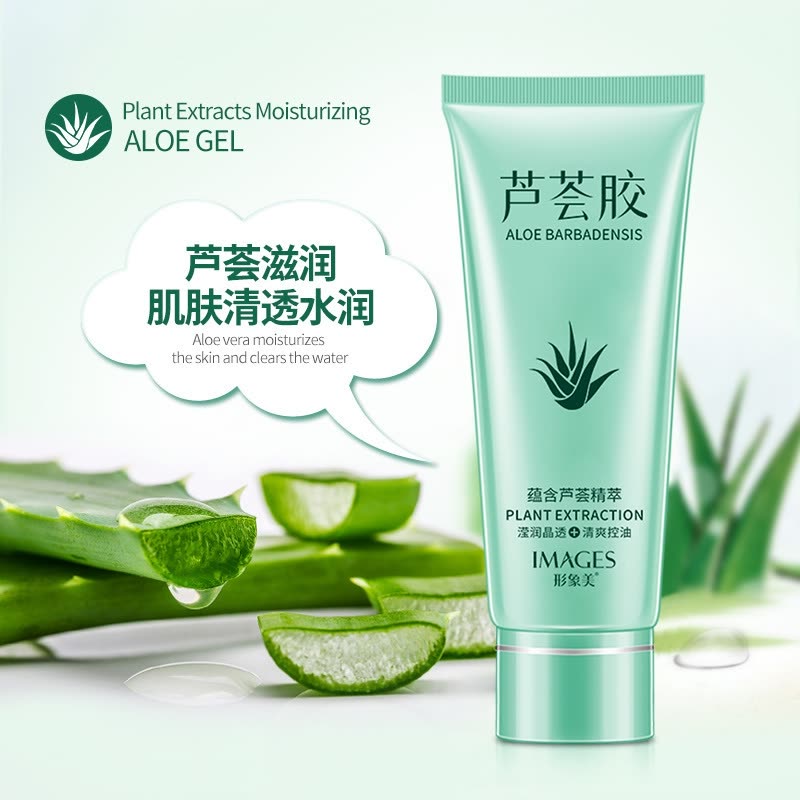 Plant Extracts Moisturizing
ALOE GEL
芦荟滋润
肌肤清透水润
Aloe vera moisturizes
the skin and clears the water
芦荟胶
ALOE BARBADENSIS
蕴含芦荟精萃
PLANT EXTRACTION
滢润晶透+清爽控油
IMAGES
形象美®